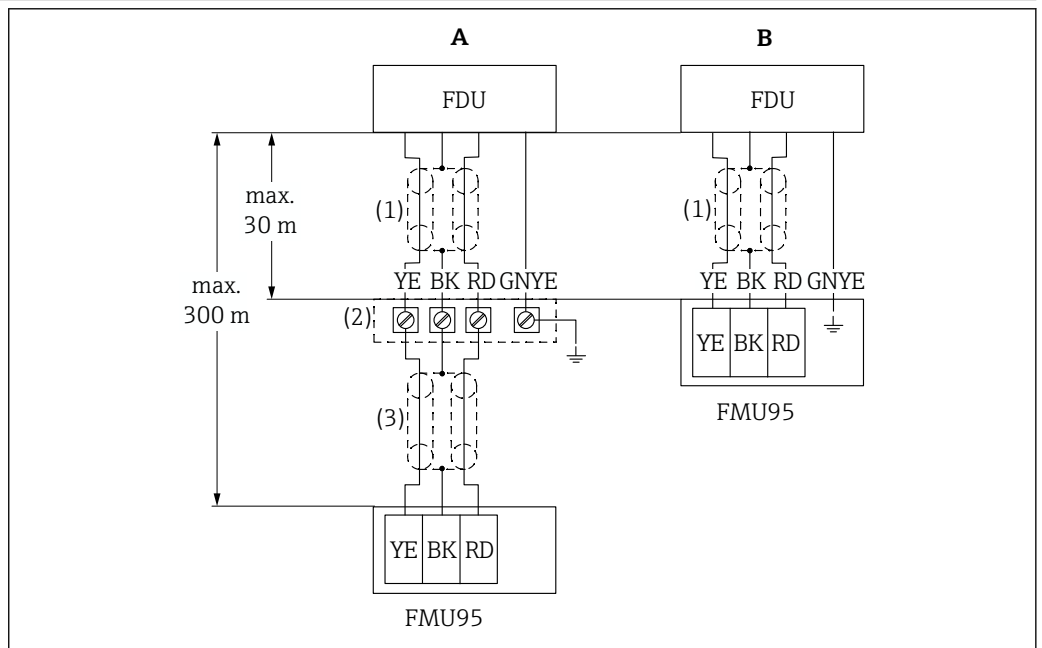 A
B
FDU
FDU
max.
30 m
max.
300 m
(1)
(1)
YE BK RD GNYE
YE BK RD GNYE
(2)
YE BK RD
FMU95
(3)
YE BK RD
FMU95